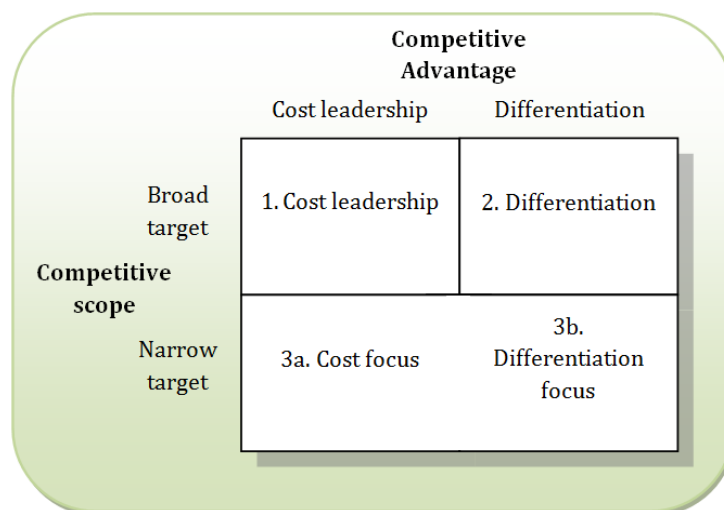 Competitive
Advantage
Cost leadership
Differentiation
Broad
target
1. Cost leadership
2. Differentiation
Competitive
scope
Narrow
target
3a. Cost focus
3b.
Differentiation
focus